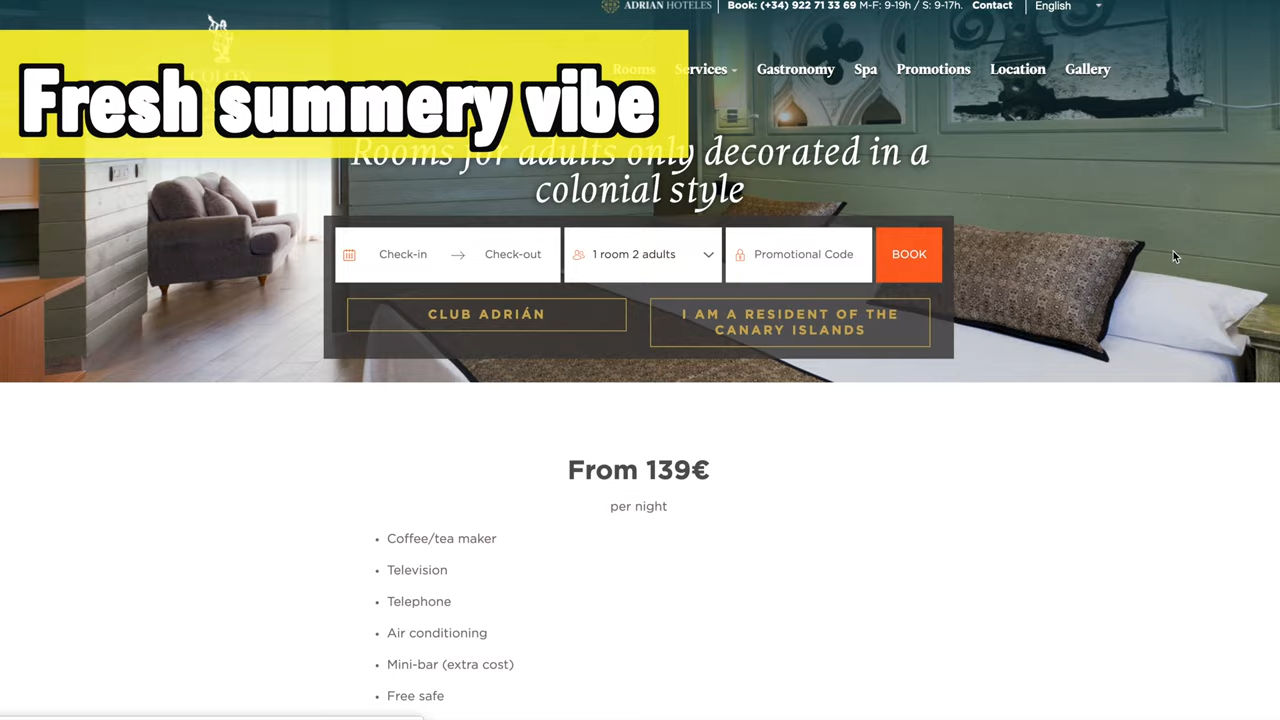 ADRIAN HOTELES
Book: (+34) 922 71 33 69 M-F: 9-19h / S: 9-17h. Contact
English
Fresh summery vibe
COLON
Rooms
Services
Gastronomy
Spa
Promotions
Location
Gallery
Rooms for adults only decorated in a
colonial style
Check-in
Check-out
1 room 2 adults
Promotional Code
BOOK
CLUB ADRIÁN
I AM A RESIDENT OF THE
CANARY ISLANDS
From 139€
per night
• Coffee/tea maker
• Television
• Telephone
• Air conditioning
• Mini-bar (extra cost)
• Free safe